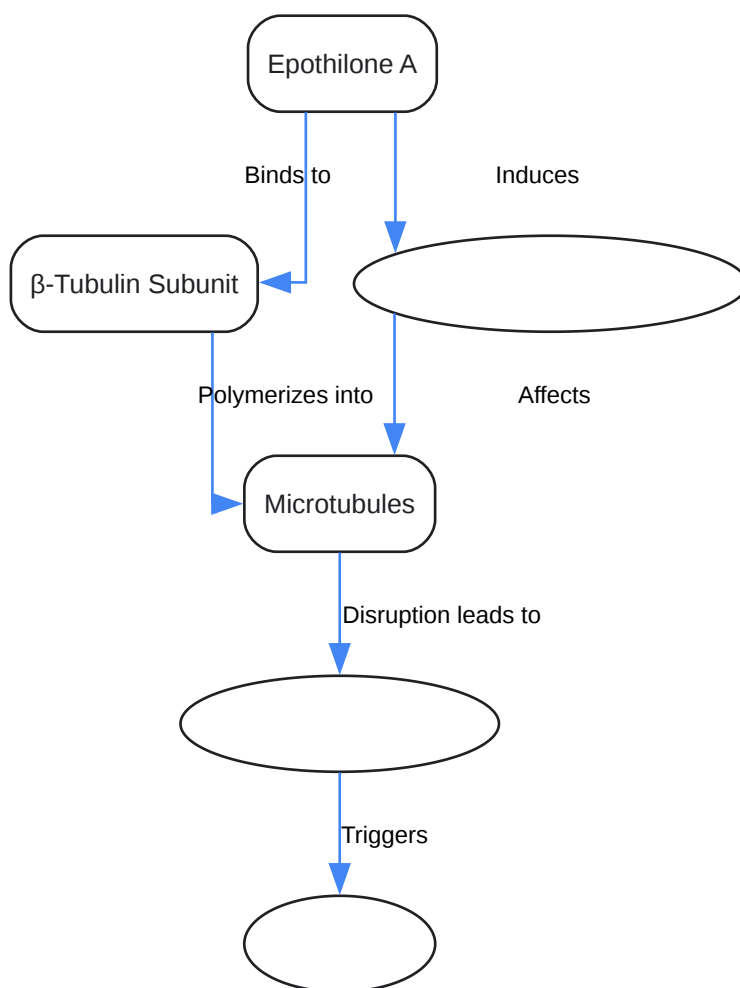 Epothilone A
Binds to
Induces
β-Tubulin Subunit
Polymerizes into
Affects
Microtubules
Disruption leads to
Triggers